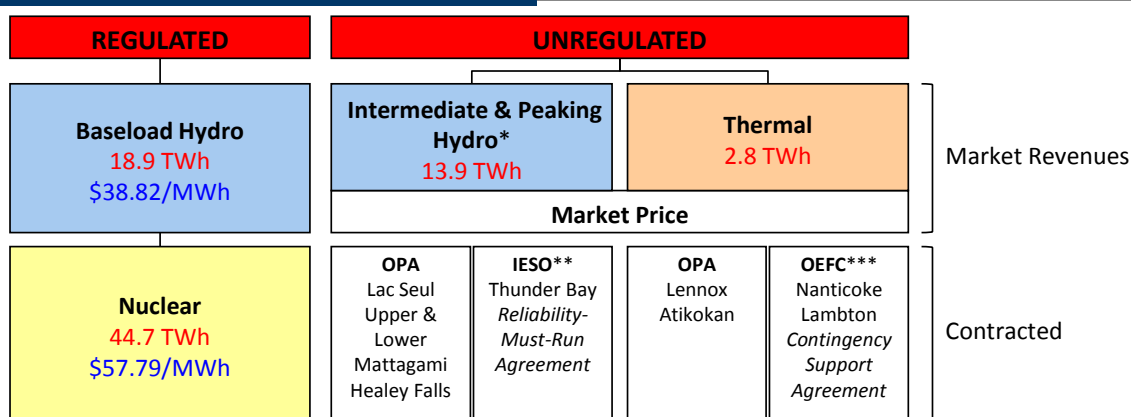 REGULATED
UNREGULATED
Baseload Hydro
18.9 TWh
$38.82/MWh
Intermediate & Peaking
Hydro*
13.9 TWh
Thermal
2.8 TWh
Market Price
Market Revenues
Nuclear
44.7 TWh
$57.79/MWh
OPA
Lac Seul
Upper &
Lower
Mattagami
Healey Falls
IESO**
Thunder Bay
Reliability-
Must-Run
Agreement
OPA
Lennox
Atikokan
OEFC***
Nanticoke
Lambton
Contingency
Support
Agreement
Contracted